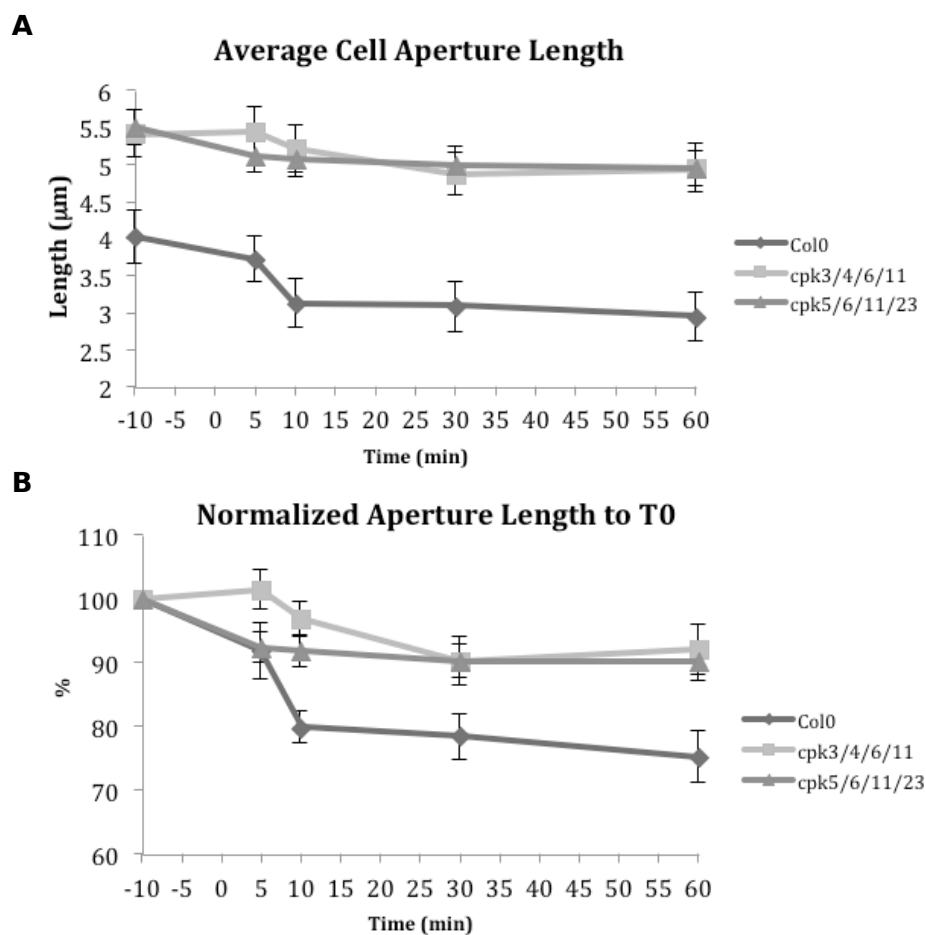 A
Average Cell Aperture Length
6
5.5
5
4.5
4
3.5
3
2.5
2
Length (μm)
-10 -5 0 5 10 15 20 25 30 35 40 45 50 55 60
Time (min)
Col0
cpk3/4/6/11
cpk5/6/11/23
B
Normalized Aperture Length to T0
110
100
90
80
70
60
%
-10 -5 0 5 10 15 20 25 30 35 40 45 50 55 60
Time (min)
Col0
cpk3/4/6/11
cpk5/6/11/23